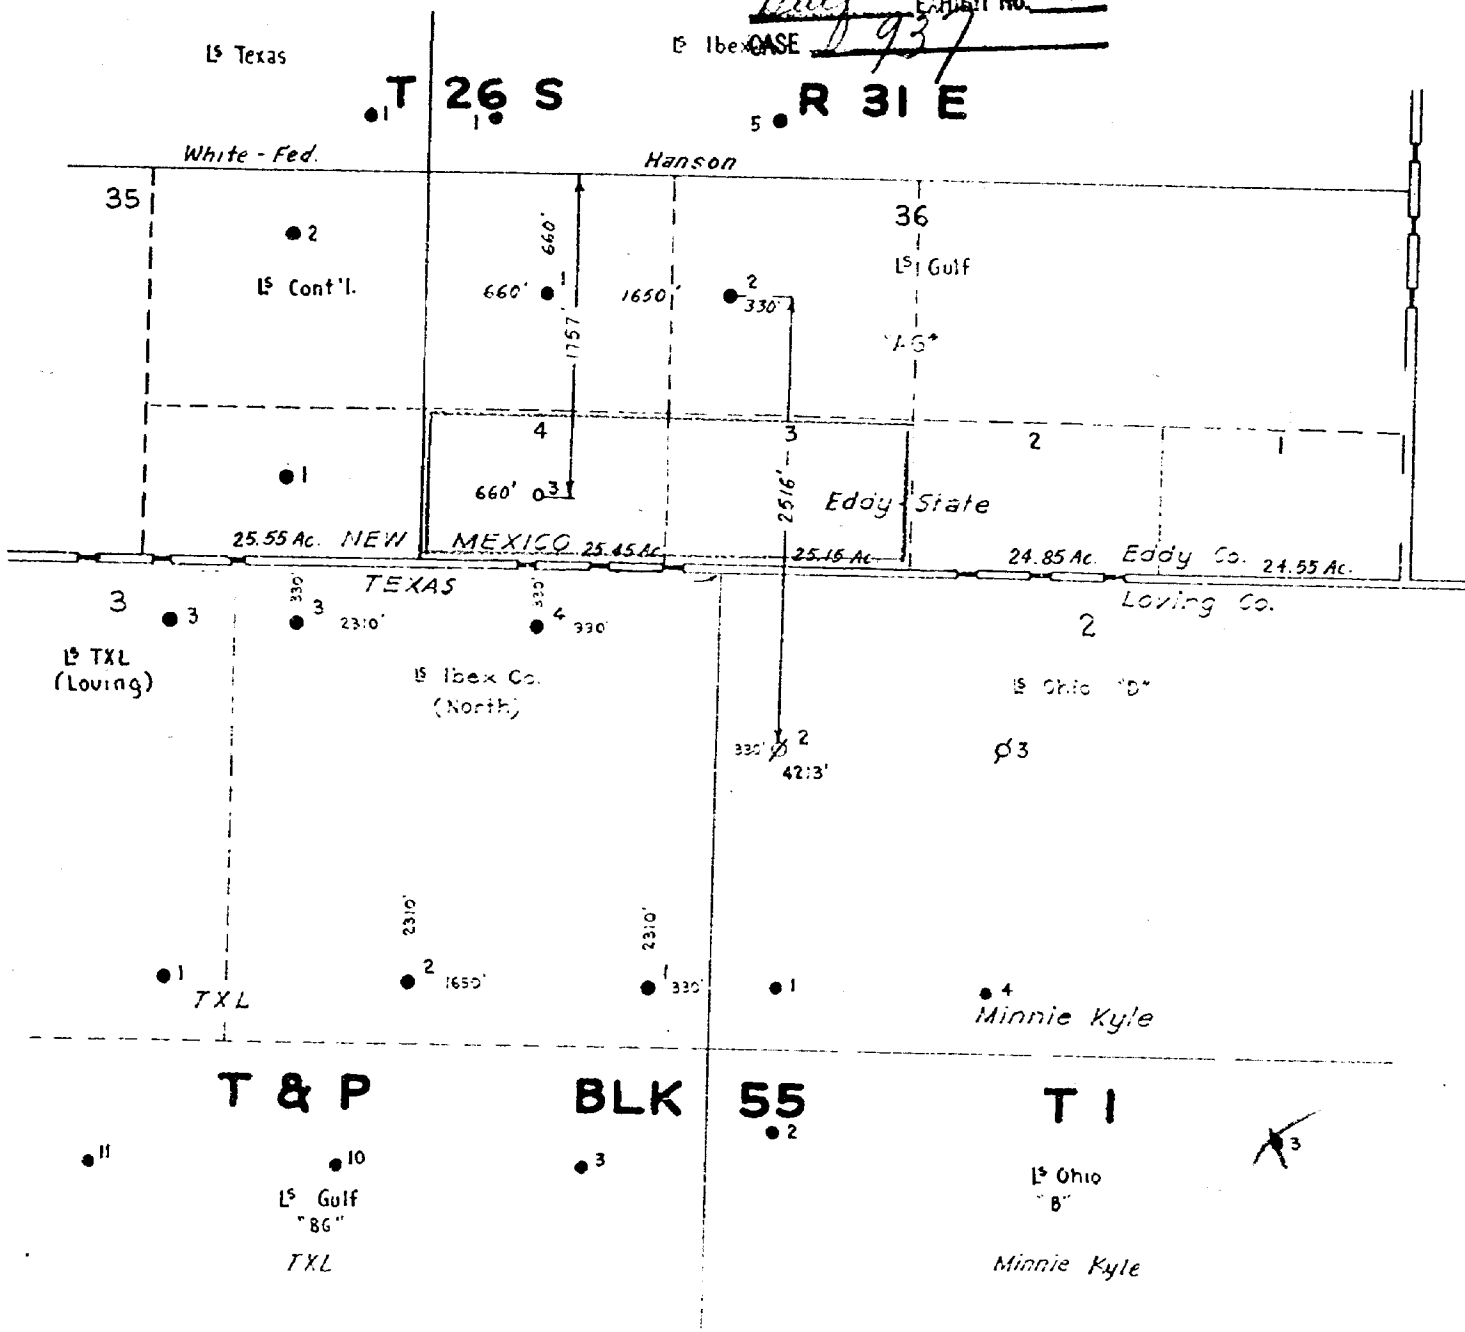 EXHIBIT No.
CASE 937
Ls Texas
Ls Ibex
T 26 S R 31 E
1
1
5
White - Fed.
Hanson
35
36
2
Ls Cont'l.
660'
660'
1
1650'
2
330'
Ls Gulf
"AG"
1757'
4
3
2
1
1
660'
3
2516'
Eddy State
25.55 Ac.
NEW MEXICO
25.45 Ac.
25.15 Ac.
24.85 Ac.
Eddy Co.
24.55 Ac.
TEXAS
Loving Co.
3
3
330'
3
2310'
330'
4
330'
2
Ls TXL
(Loving)
Ls Ibex Co.
(North)
Ls Ohio "D"
330'
2
4213'
3
2310'
2310'
1
2
1650'
1
330'
1
4
TXL
Minnie Kyle
T & P BLK 55 T 1
2
11
10
3
3
Ls Gulf
"BG"
Ls Ohio
"B"
TXL
Minnie Kyle